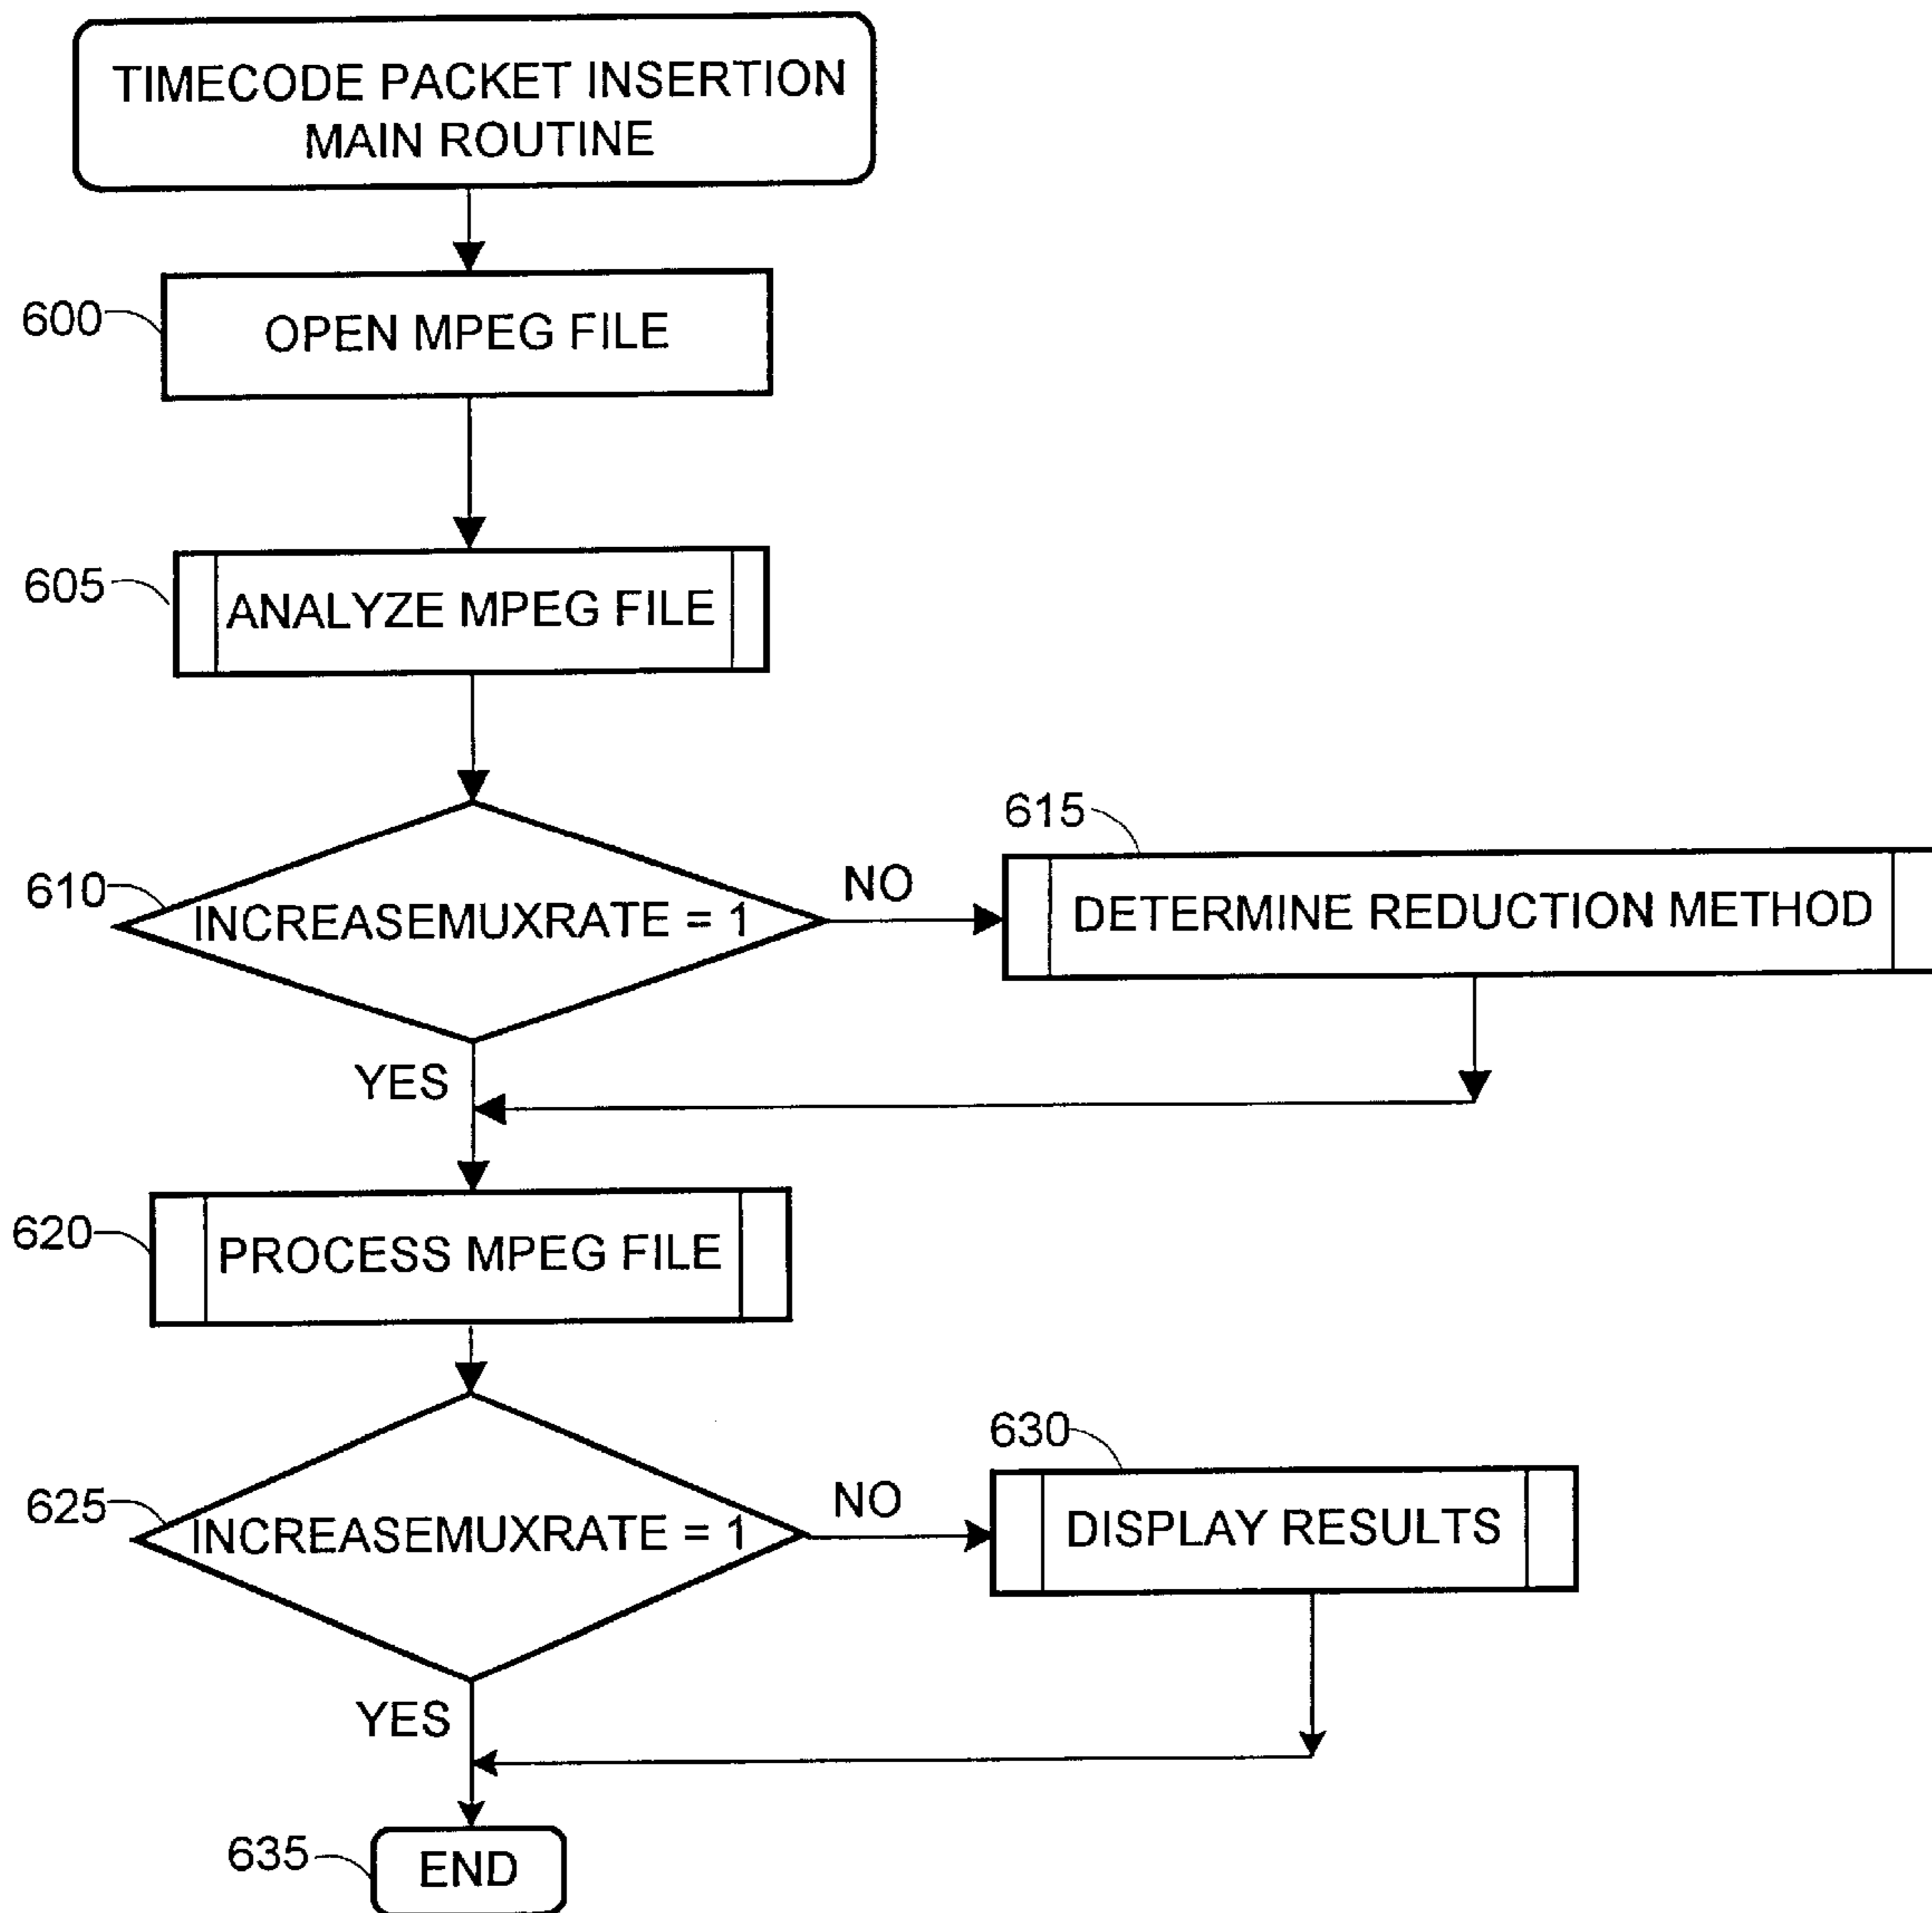 TIMECODE PACKET INSERTION
MAIN ROUTINE
600
OPEN MPEG FILE
605
ANALYZE MPEG FILE
615
610
INCREASEMUXRATE = 1
NO
DETERMINE REDUCTION METHOD
YES
620
PROCESS MPEG FILE
630
625
INCREASEMUXRATE = 1
NO
DISPLAY RESULTS
YES
635
END